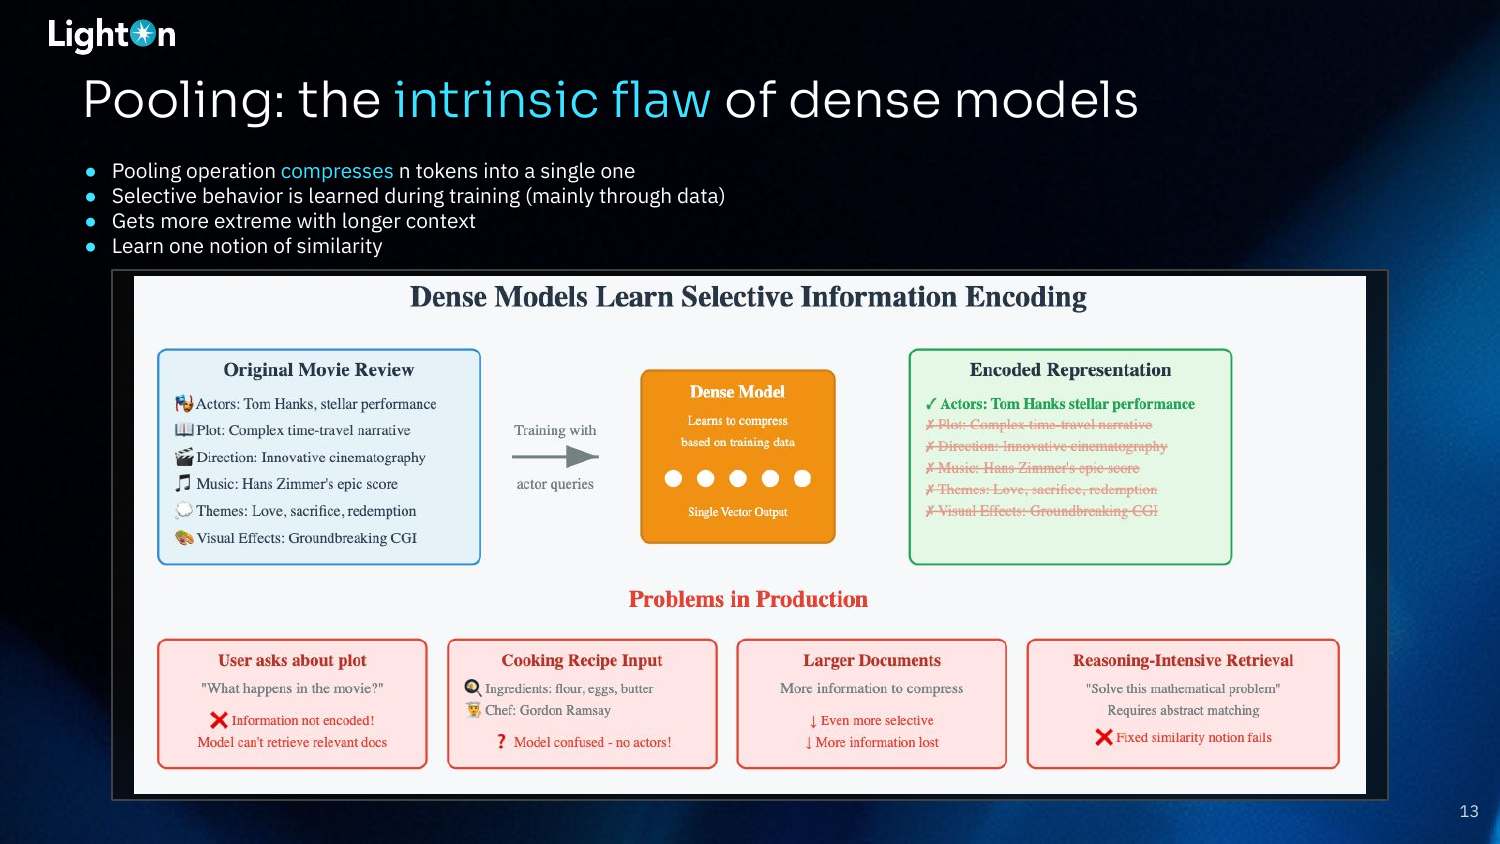 LightOn
Pooling: the intrinsic flaw of dense models
● Pooling operation compresses n tokens into a single one
● Selective behavior is learned during training (mainly through data)
● Gets more extreme with longer context
● Learn one notion of similarity
Dense Models Learn Selective Information Encoding
Original Movie Review
🎭 Actors: Tom Hanks, stellar performance
📖 Plot: Complex time-travel narrative
🎬 Direction: Innovative cinematography
🎵 Music: Hans Zimmer's epic score
💭 Themes: Love, sacrifice, redemption
🎨 Visual Effects: Groundbreaking CGI
Training with
actor queries
Dense Model
Learns to compress
based on training data
Single Vector Output
Encoded Representation
✓ Actors: Tom Hanks stellar performance
✗ Plot: Complex time-travel narrative
✗ Direction: Innovative cinematography
✗ Music: Hans Zimmer's epic score
✗ Themes: Love, sacrifice, redemption
✗ Visual Effects: Groundbreaking CGI
Problems in Production
User asks about plot
"What happens in the movie?"
❌ Information not encoded!
Model can't retrieve relevant docs
Cooking Recipe Input
🍳 Ingredients: flour, eggs, butter
👨‍🍳 Chef: Gordon Ramsay
❓ Model confused - no actors!
Larger Documents
More information to compress
↓ Even more selective
↓ More information lost
Reasoning-Intensive Retrieval
"Solve this mathematical problem"
Requires abstract matching
❌ Fixed similarity notion fails
13